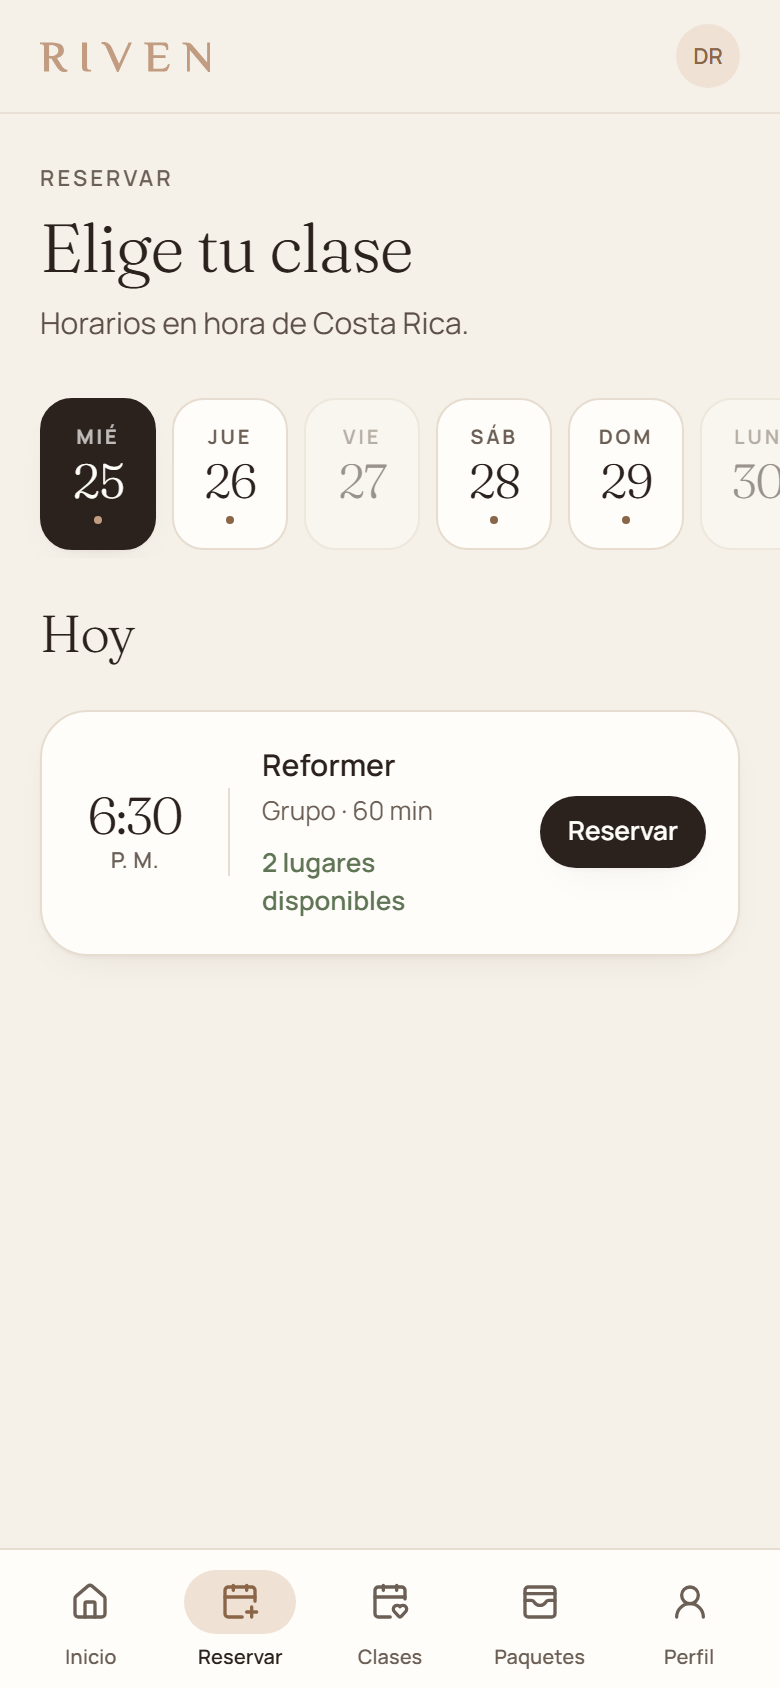 RIVEN
DR
RESERVAR
Elige tu clase
Horarios en hora de Costa Rica.
MIÉ
25
JUE
26
VIE
27
SÁB
28
DOM
29
LUN
30
Hoy
6:30
P. M.
Reformer
Grupo · 60 min
2 lugares
disponibles
Reservar
Inicio
Reservar
Clases
Paquetes
Perfil